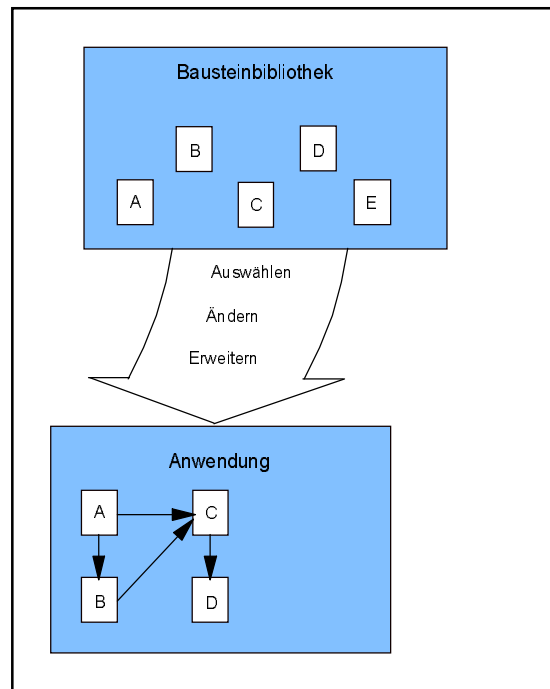 Bausteinbibliothek
B D
A C E
Auswählen
Ändern
Erweitern
Anwendung
A C
B D